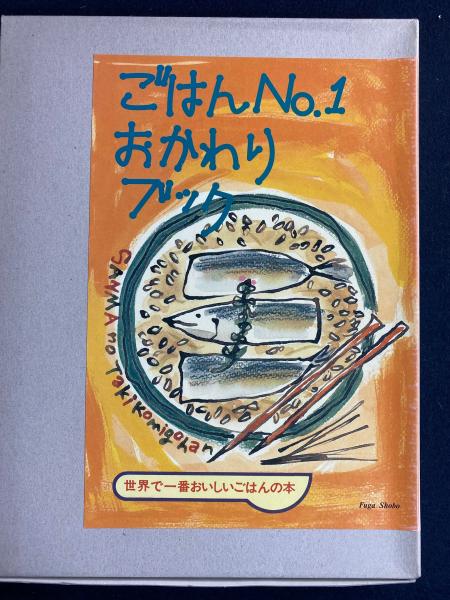 ごはんNo.1
おかわり
ブック
SANMA no Takikomigohan
世界で一番おいしいごはんの本
Fuga Shobo